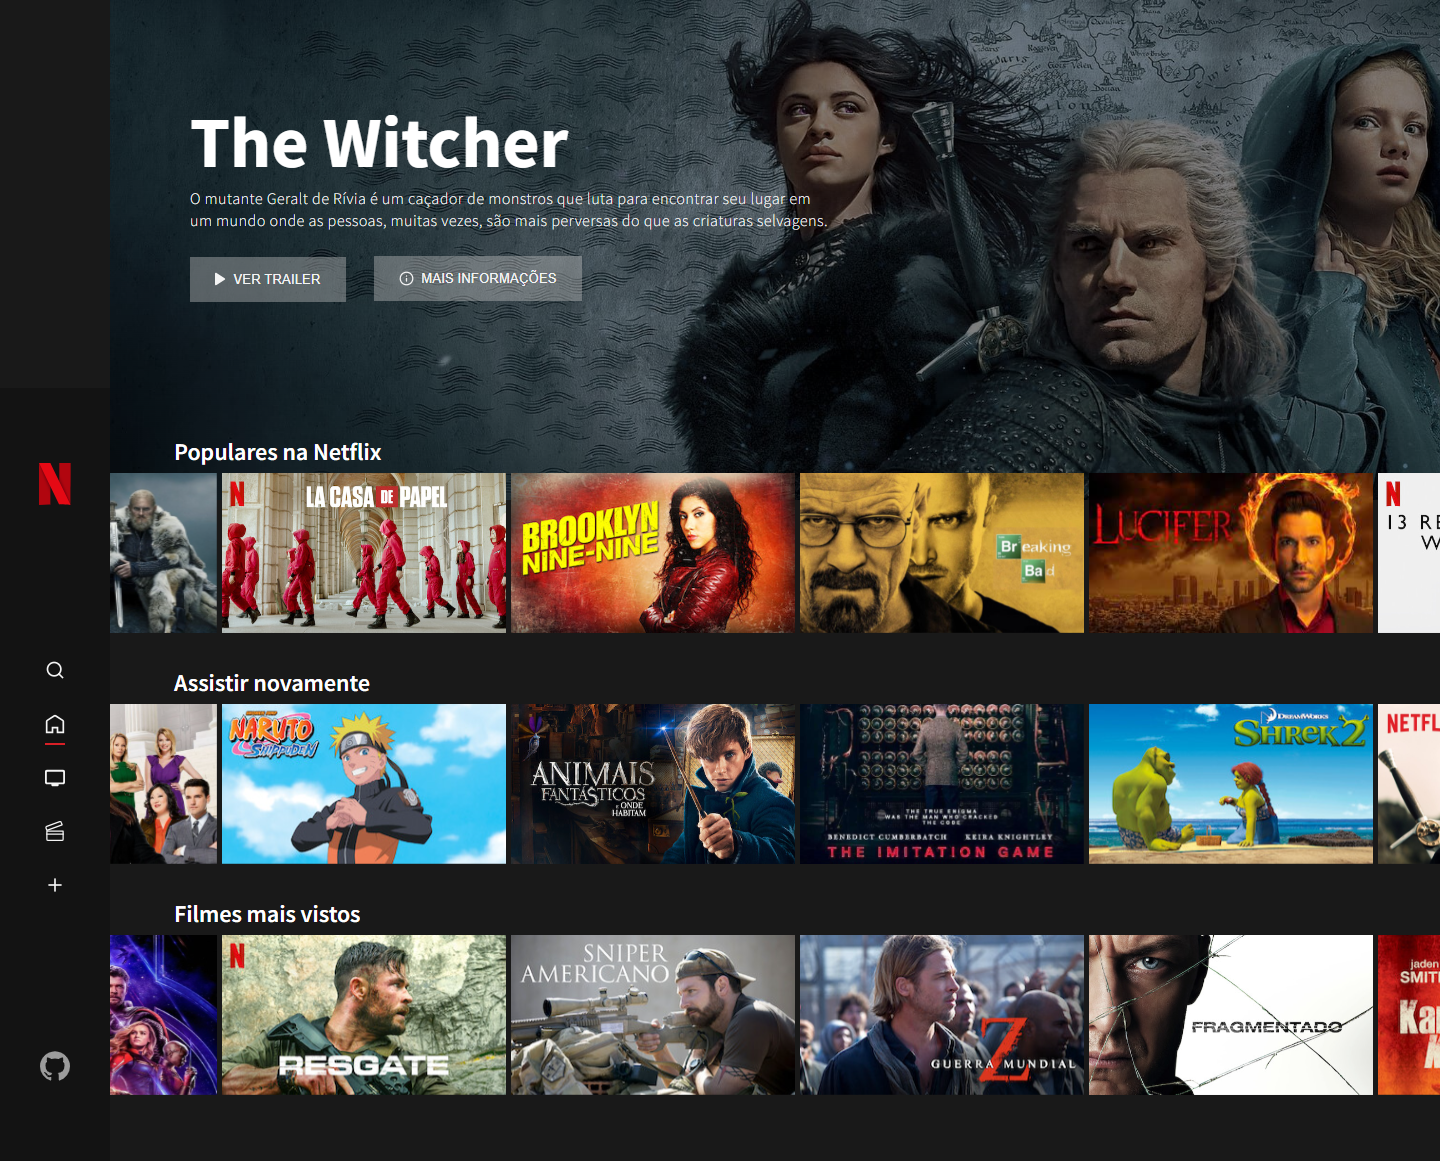 The Witcher
O mutante Geralt de Rívia é um caçador de monstros que luta para encontrar seu lugar em
um mundo onde as pessoas, muitas vezes, são mais perversas do que as criaturas selvagens.
VER TRAILER
MAIS INFORMAÇÕES
Populares na Netflix
N
LA CASA DE PAPEL
BROOKLYN
NINE-NINE
Breaking
Bad
LUCIFER
N
13 RE
W
Assistir novamente
NARUTO
SHIPPUDEN
ANIMAIS
FANTÁSTICOS
E ONDE
HABITAM
THE TRUE ENIGMA
WAS THE MAN WHO CRACKED
THE CODE
BENEDICT CUMBERBATCH KEIRA KNIGHTLEY
THE IMITATION GAME
DREAMWORKS
SHREK 2
NETFL
Filmes mais vistos
N
RESGATE
SNIPER
AMERICANO
Z
GUERRA MUNDIAL
FRAGMENTADO
jaden
SMIT
Kar
K